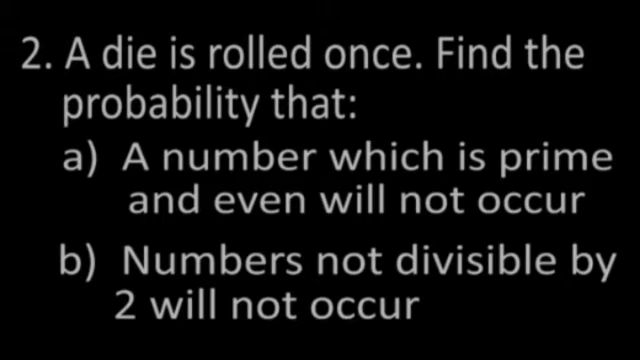 2. A die is rolled once. Find the
probability that:
a) A number which is prime
and even will not occur
b) Numbers not divisible by
2 will not occur